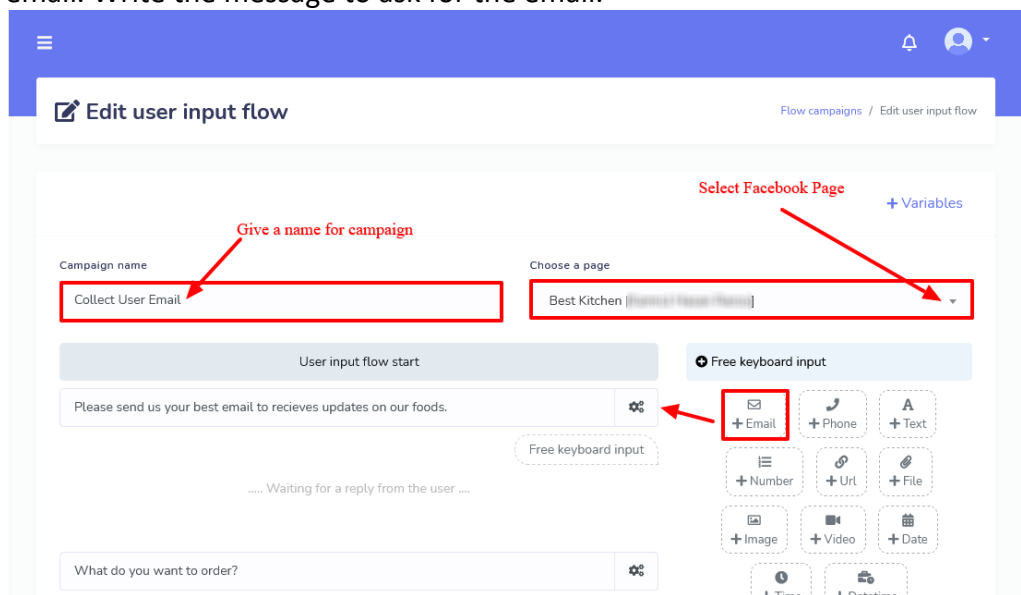 email. Write the message to ask for the email.
Edit user input flow
Flow campaigns / Edit user input flow
Select Facebook Page
+ Variables
Give a name for campaign
Campaign name
Choose a page
Collect User Email
Best Kitchen [
]
User input flow start
Free keyboard input
Please send us your best email to recieves updates on our foods.
+ Email
+ Phone
+ Text
Free keyboard input
..... Waiting for a reply from the user ....
+ Number
+ Url
+ File
+ Image
+ Video
+ Date
What do you want to order?
+ Time
+ Datetime